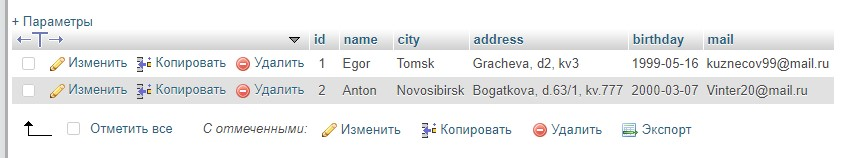 + Параметры
←T→ id name city address birthday mail
Изменить Копировать Удалить 1 Egor Tomsk Gracheva, d2, kv3 1999-05-16 kuznecov99@mail.ru
Изменить Копировать Удалить 2 Anton Novosibirsk Bogatkova, d.63/1, kv.777 2000-03-07 Vinter20@mail.ru
Отметить все С отмеченными: Изменить Копировать Удалить Экспорт